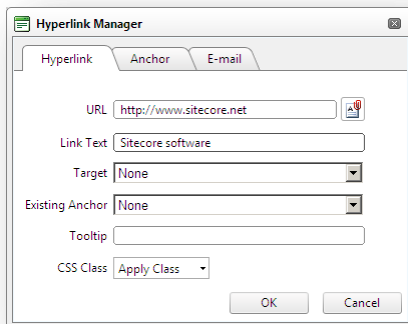 Hyperlink Manager
Hyperlink Anchor E-mail
URL http://www.sitecore.net
Link Text Sitecore software
Target None
Existing Anchor None
Tooltip
CSS Class Apply Class
OK Cancel